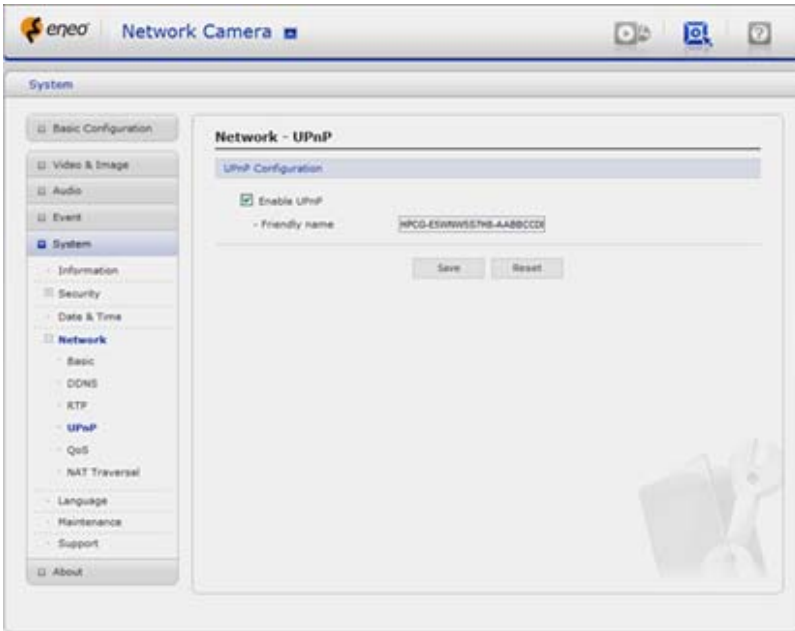 eneo Network Camera
System
Basic Configuration
Video & Image
Audio
Event
System
Information
Security
Date & Time
Network
Basic
DDNS
RTP
UPnP
QoS
NAT Traversal
Language
Maintenance
Support
About
Network - UPnP
UPnP Configuration
Enable UPnP
- Friendly name
Save Reset